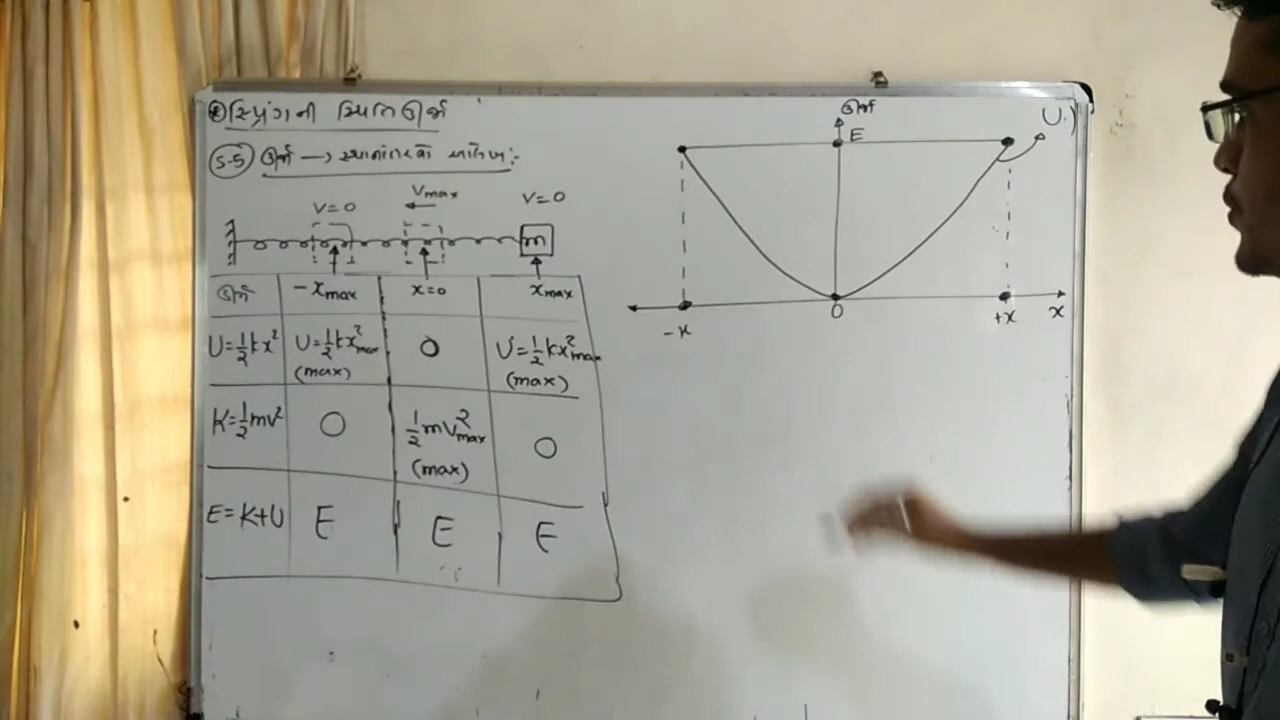 સ્પ્રિંગની સ્થિતિઊર્જા
S-5 ઊર્જા → સ્થાનાંતરનો આલેખ:
V=0 Vmax V=0
m
ઊર્જા -xmax x=0 xmax
U=½kx² U=½kx²max (max) 0 U=½kx²max (max)
K=½mv² 0 ½mv²max (max) 0
E=K+U E E E
ઊર્જા
E
U
-x 0 +x x